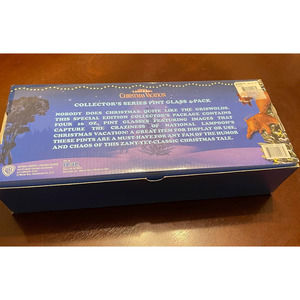 CHRISTMAS VACATION
COLLECTOR'S SERIES PINT GLASS 4-PACK
NOBODY DOES CHRISTMAS QUITE LIKE THE GRISWOLDS.
THIS SPECIAL EDITION COLLECTOR'S PACKAGE CONTAINS
FOUR 16 OZ. PINT GLASSES FEATURING IMAGES THAT
CAPTURE THE CRAZINESS OF NATIONAL LAMPOON'S
CHRISTMAS VACATION! A GREAT ITEM FOR DISPLAY OR USE,
THESE PINTS ARE A MUST-HAVE FOR ANY FAN OF THE HUMOR
AND CHAOS OF THIS ZANY-YET-CLASSIC CHRISTMAS TALE.